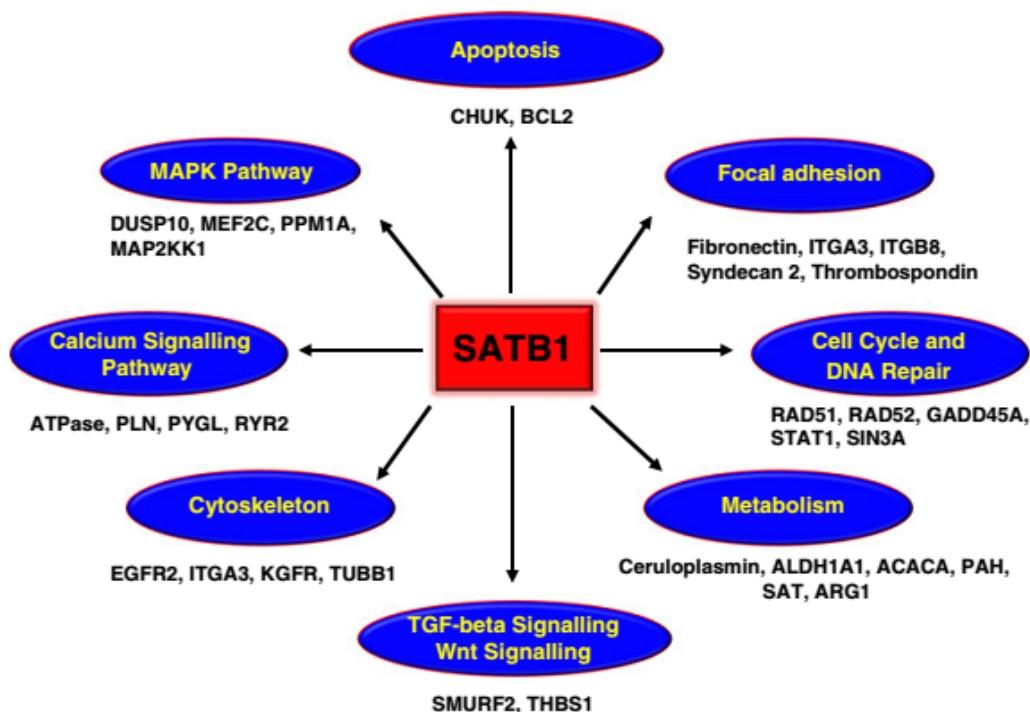 Apoptosis
CHUK, BCL2
MAPK Pathway
DUSP10, MEF2C, PPM1A,
MAP2KK1
Focal adhesion
Fibronectin, ITGA3, ITGB8,
Syndecan 2, Thrombospondin
SATB1
Calcium Signalling
Pathway
ATPase, PLN, PYGL, RYR2
Cell Cycle and
DNA Repair
RAD51, RAD52, GADD45A,
STAT1, SIN3A
Cytoskeleton
EGFR2, ITGA3, KGFR, TUBB1
Metabolism
Ceruloplasmin, ALDH1A1, ACACA, PAH,
SAT, ARG1
TGF-beta Signalling
Wnt Signalling
SMURF2, THBS1